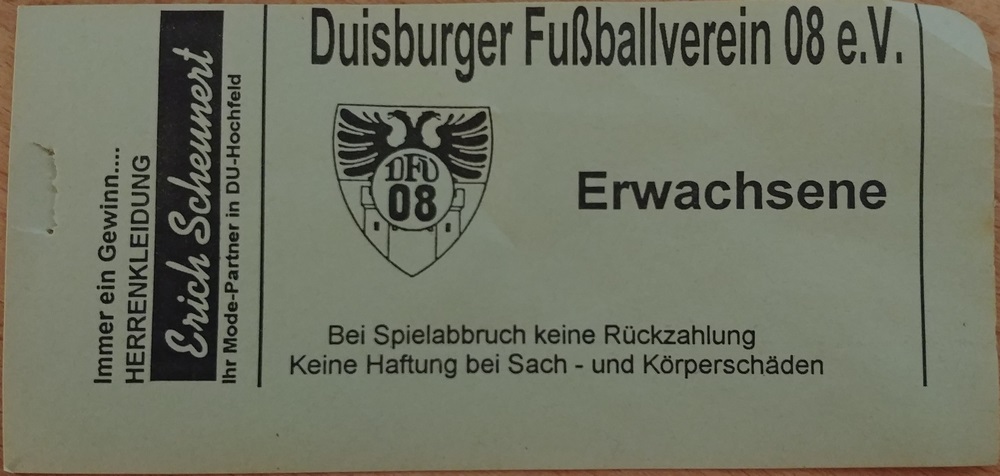 Immer ein Gewinn....
HERRENKLEIDUNG
Erich Scheunert
Ihr Mode-Partner in DU-Hochfeld
Duisburger Fußballverein 08 e.V.
DFV
08
Erwachsene
Bei Spielabbruch keine Rückzahlung
Keine Haftung bei Sach - und Körperschäden